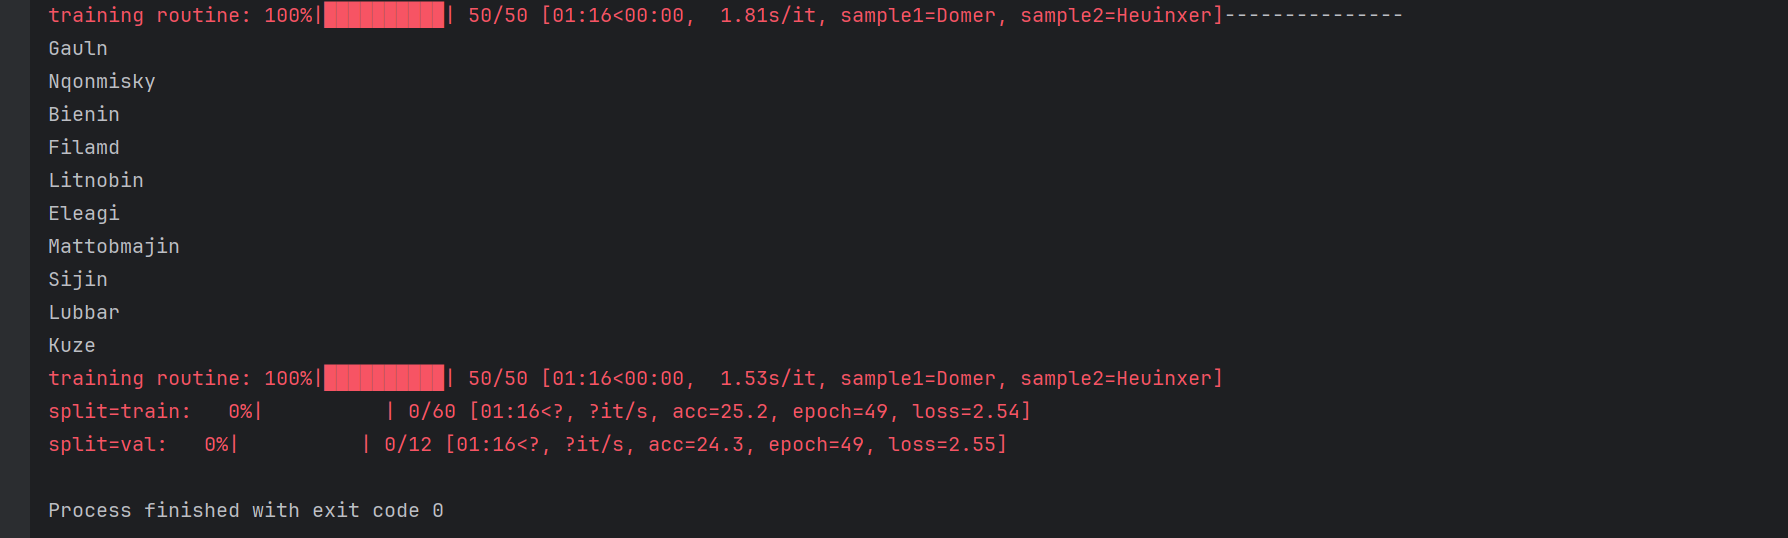 training routine: 100%|██████████| 50/50 [01:16<00:00,  1.81s/it, sample1=Domer, sample2=Heuinxer]---------------
Gauln
Nqonmisky
Bienin
Filamd
Litnobin
Eleagi
Mattobmajin
Sijin
Lubbar
Kuze
training routine: 100%|██████████| 50/50 [01:16<00:00,  1.53s/it, sample1=Domer, sample2=Heuinxer]
split=train:   0%|          | 0/60 [01:16<?, ?it/s, acc=25.2, epoch=49, loss=2.54]
split=val:   0%|          | 0/12 [01:16<?, ?it/s, acc=24.3, epoch=49, loss=2.55]
Process finished with exit code 0